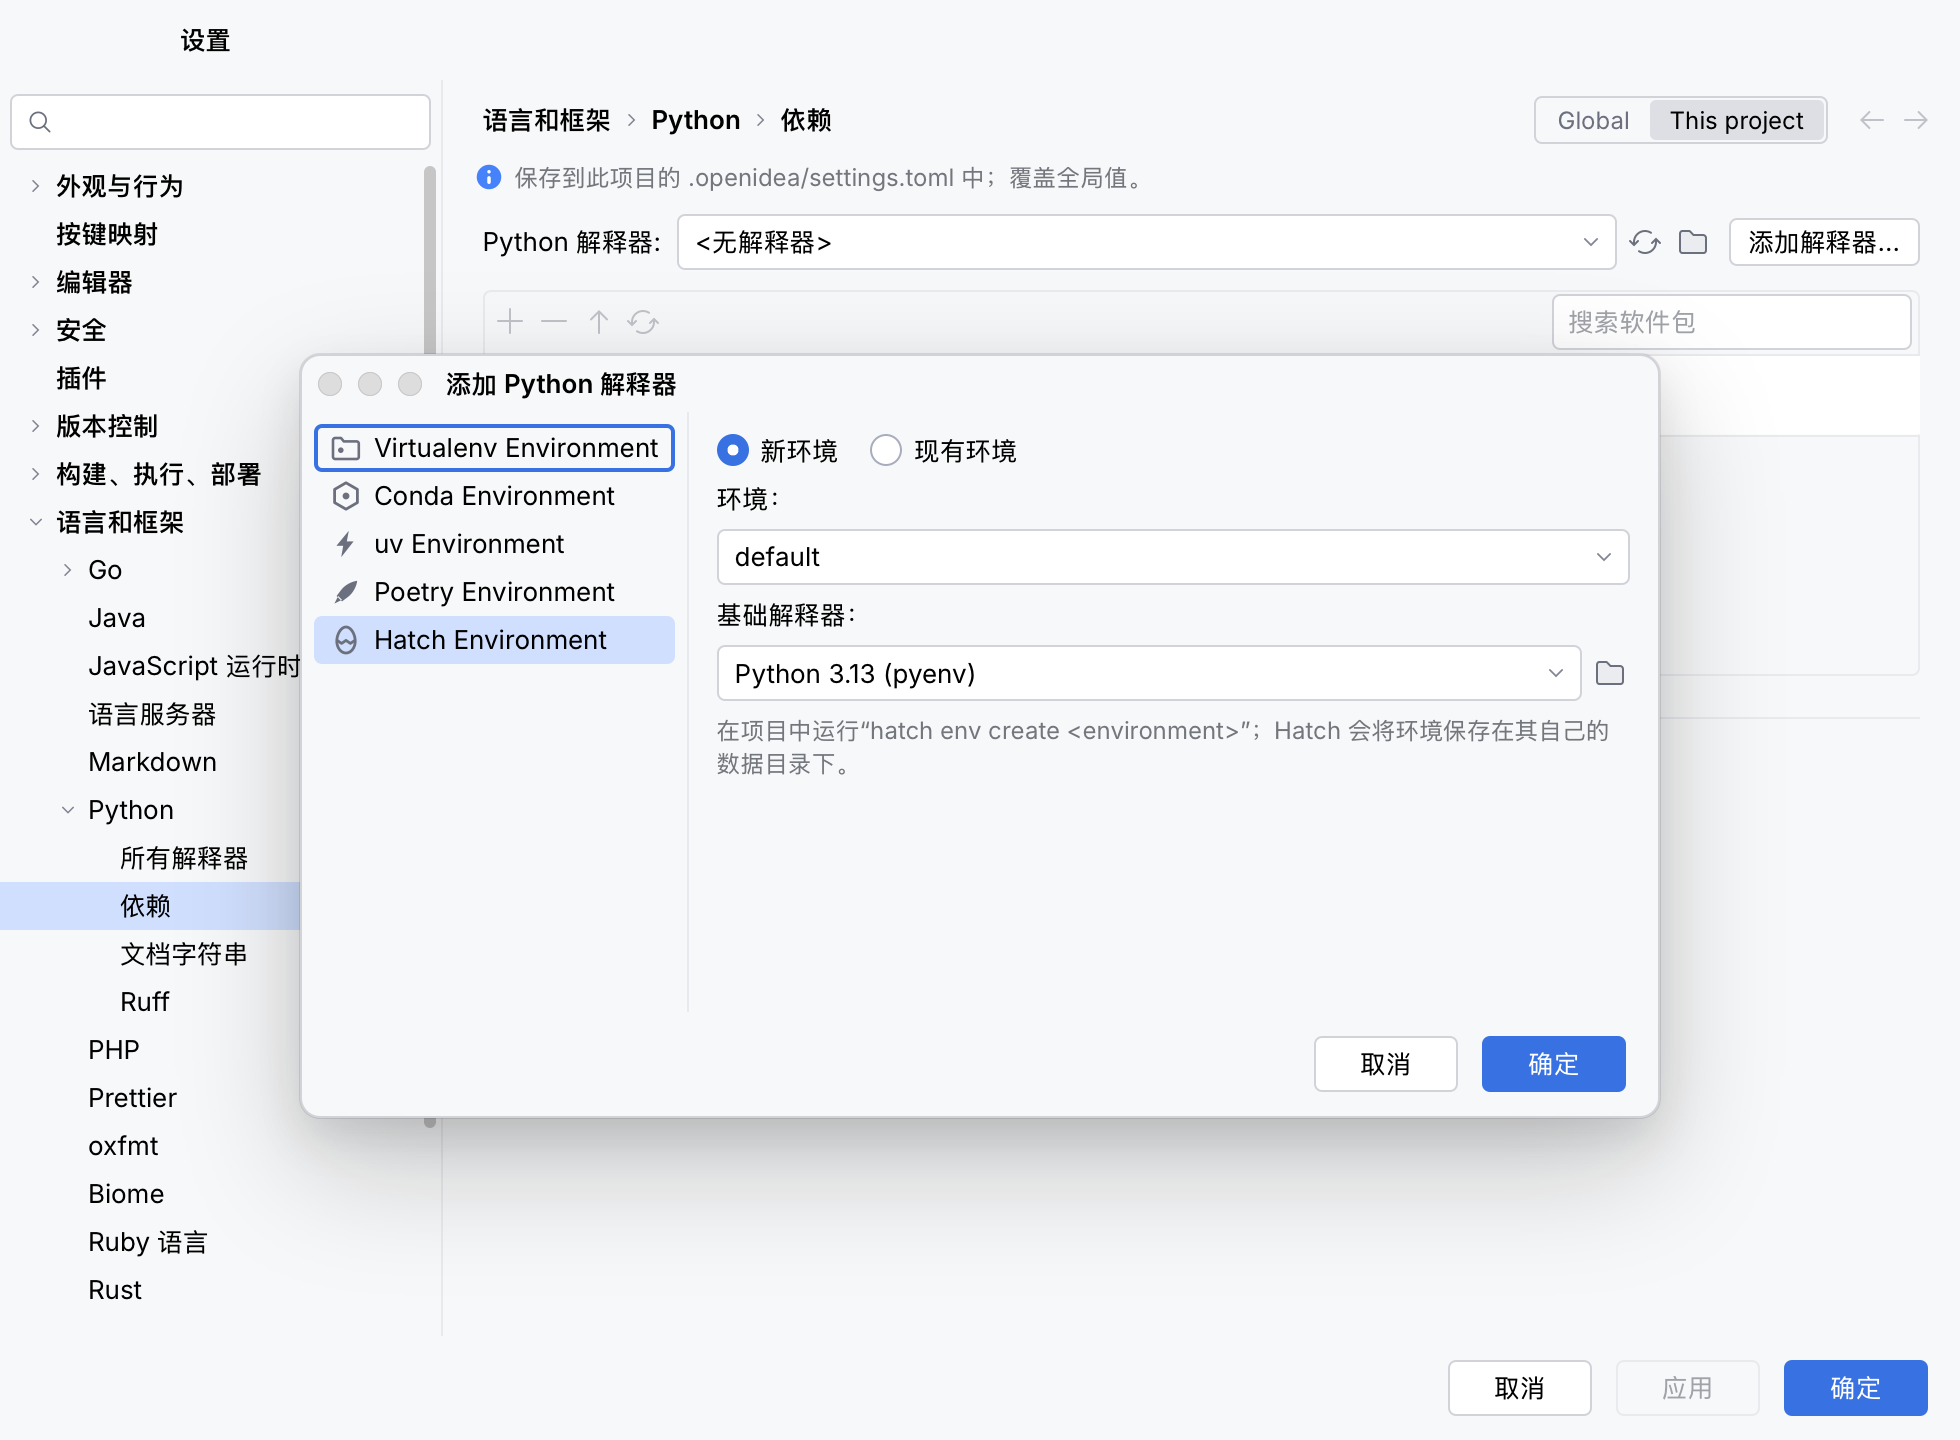 设置
外观与行为
按键映射
编辑器
安全
插件
版本控制
构建、执行、部署
语言和框架
Go
Java
JavaScript 运行时
语言服务器
Markdown
Python
所有解释器
依赖
文档字符串
Ruff
PHP
Prettier
oxfmt
Biome
Ruby 语言
Rust
语言和框架 › Python › 依赖
Global This project
保存到此项目的 .openidea/settings.toml 中；覆盖全局值。
Python 解释器: <无解释器> 添加解释器...
搜索软件包
添加 Python 解释器
Virtualenv Environment
Conda Environment
uv Environment
Poetry Environment
Hatch Environment
新环境 现有环境
环境:
default
基础解释器:
Python 3.13 (pyenv)
在项目中运行“hatch env create <environment>”；Hatch 会将环境保存在其自己的
数据目录下。
取消 确定
取消 应用 确定